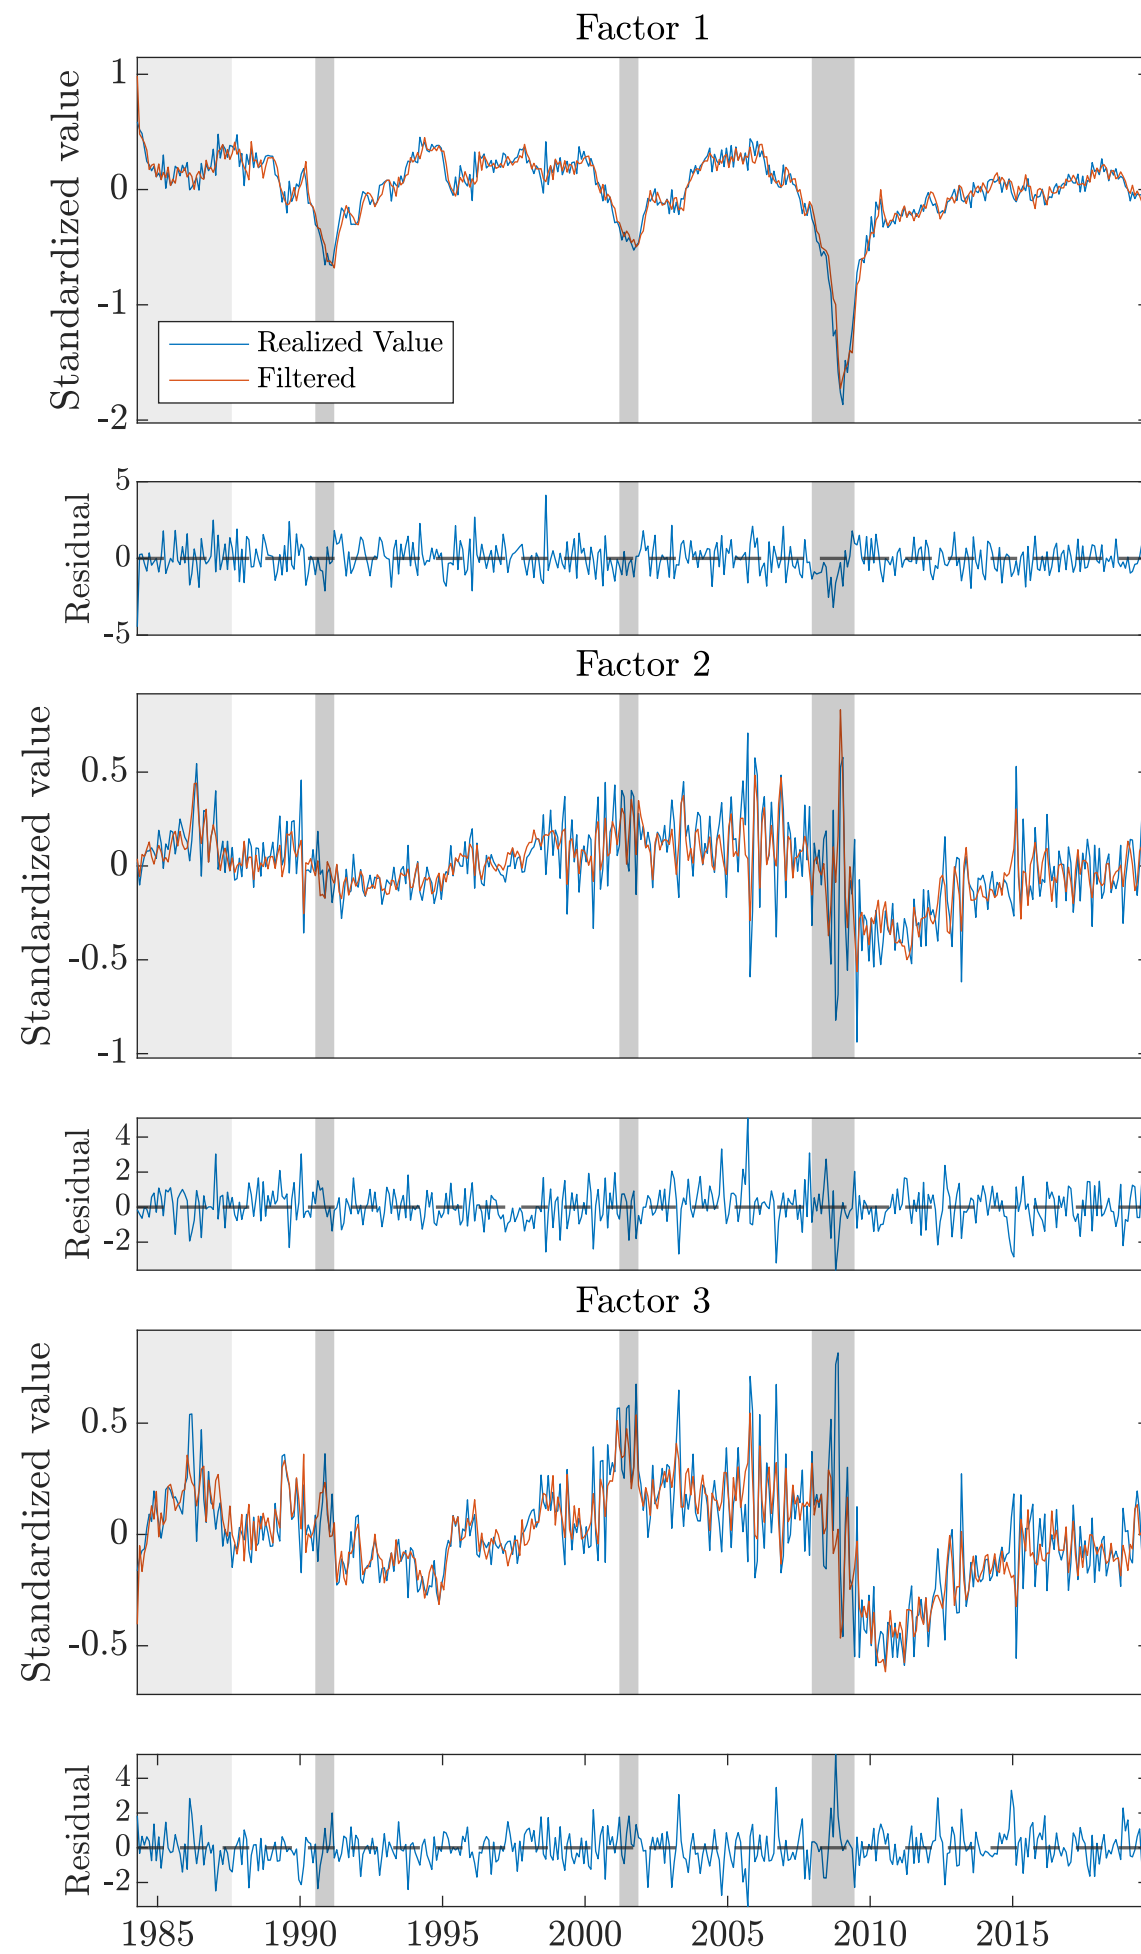 Factor 1
Standardized value
1
0
-1
-2
Realized Value
Filtered
Residual
5
0
-5
Factor 2
Standardized value
0.5
0
-0.5
-1
Residual
4
2
0
-2
Factor 3
Standardized value
0.5
0
-0.5
Residual
4
2
0
-2
1985 1990 1995 2000 2005 2010 2015